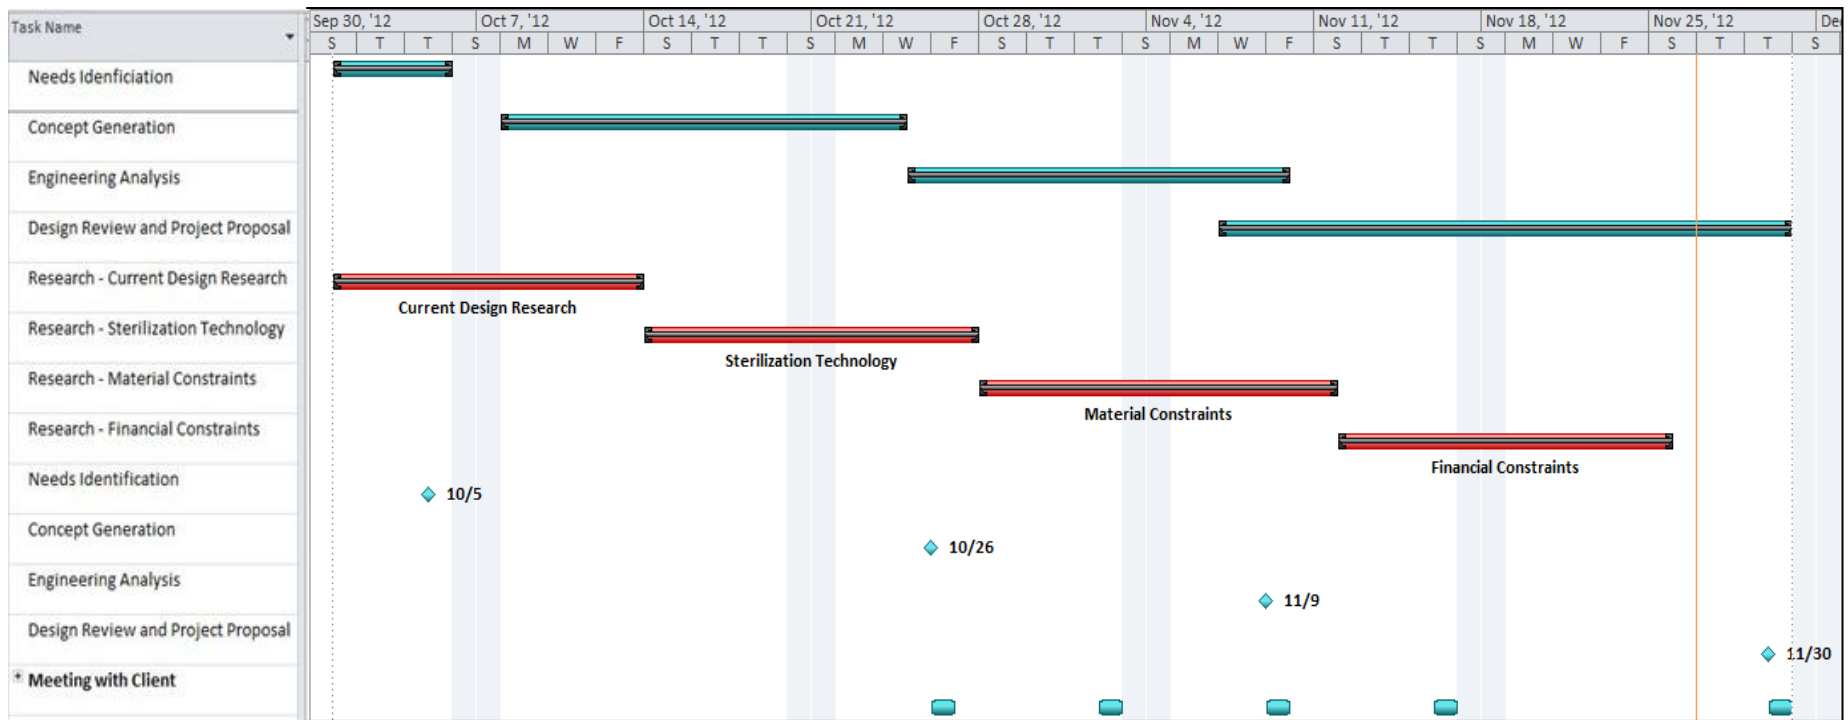 Task Name
Sep 30, '12 Oct 7, '12 Oct 14, '12 Oct 21, '12 Oct 28, '12 Nov 4, '12 Nov 11, '12 Nov 18, '12 Nov 25, '12 De
S T T S M W F S T T S M W F S T T S M W F S T T S M W F S T T S
Needs Idenficiation
Concept Generation
Engineering Analysis
Design Review and Project Proposal
Research - Current Design Research
Current Design Research
Research - Sterilization Technology
Sterilization Technology
Research - Material Constraints
Material Constraints
Research - Financial Constraints
Financial Constraints
Needs Identification
10/5
Concept Generation
10/26
Engineering Analysis
11/9
Design Review and Project Proposal
11/30
Meeting with Client